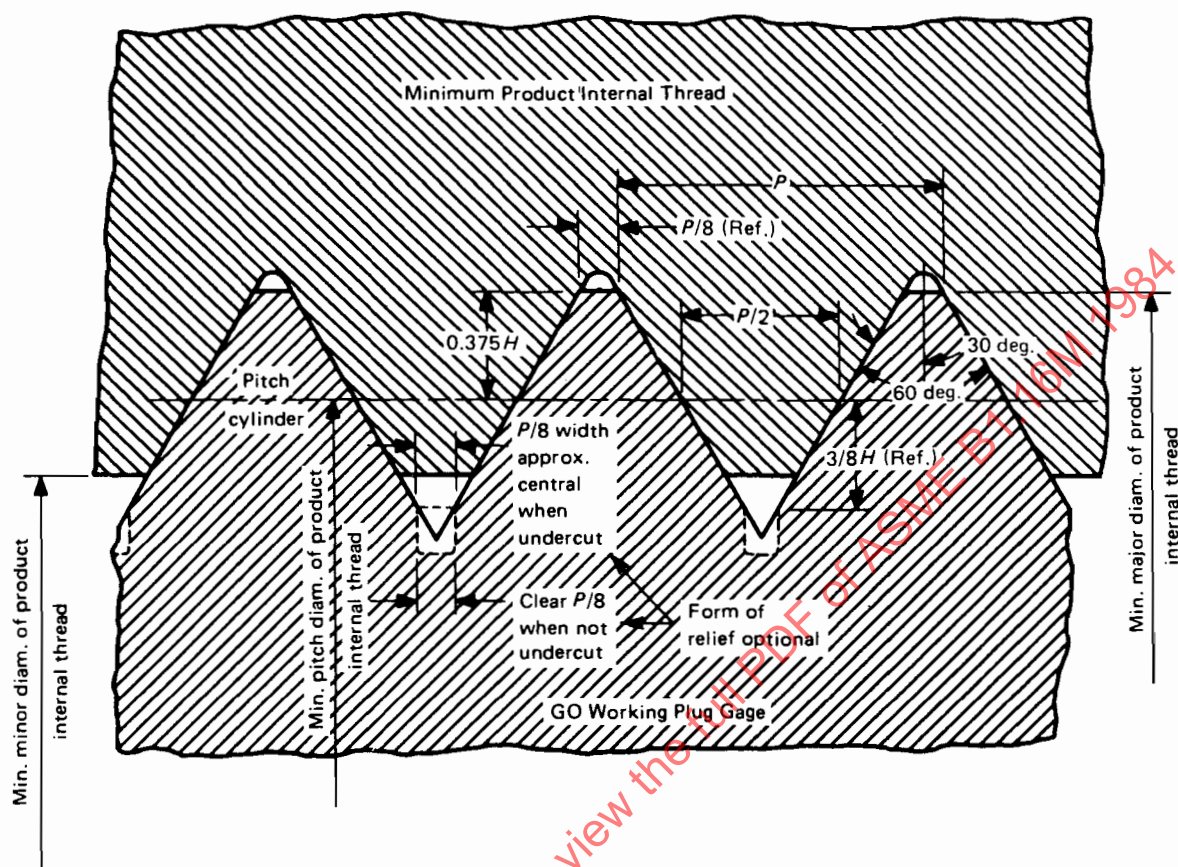 Minimum Product Internal Thread
P
P/8 (Ref.)
0.375H
P/2
30 deg.
60 deg.
Pitch
cylinder
P/8 width
approx.
central
when
undercut
3/8H (Ref.)
Clear P/8
when not
undercut
Form of
relief optional
GO Working Plug Gage
Min. minor diam. of product
internal thread
Min. pitch diam. of product
internal thread
Min. major diam. of product
internal thread
view the full PDF of ASME B1.16M 1984